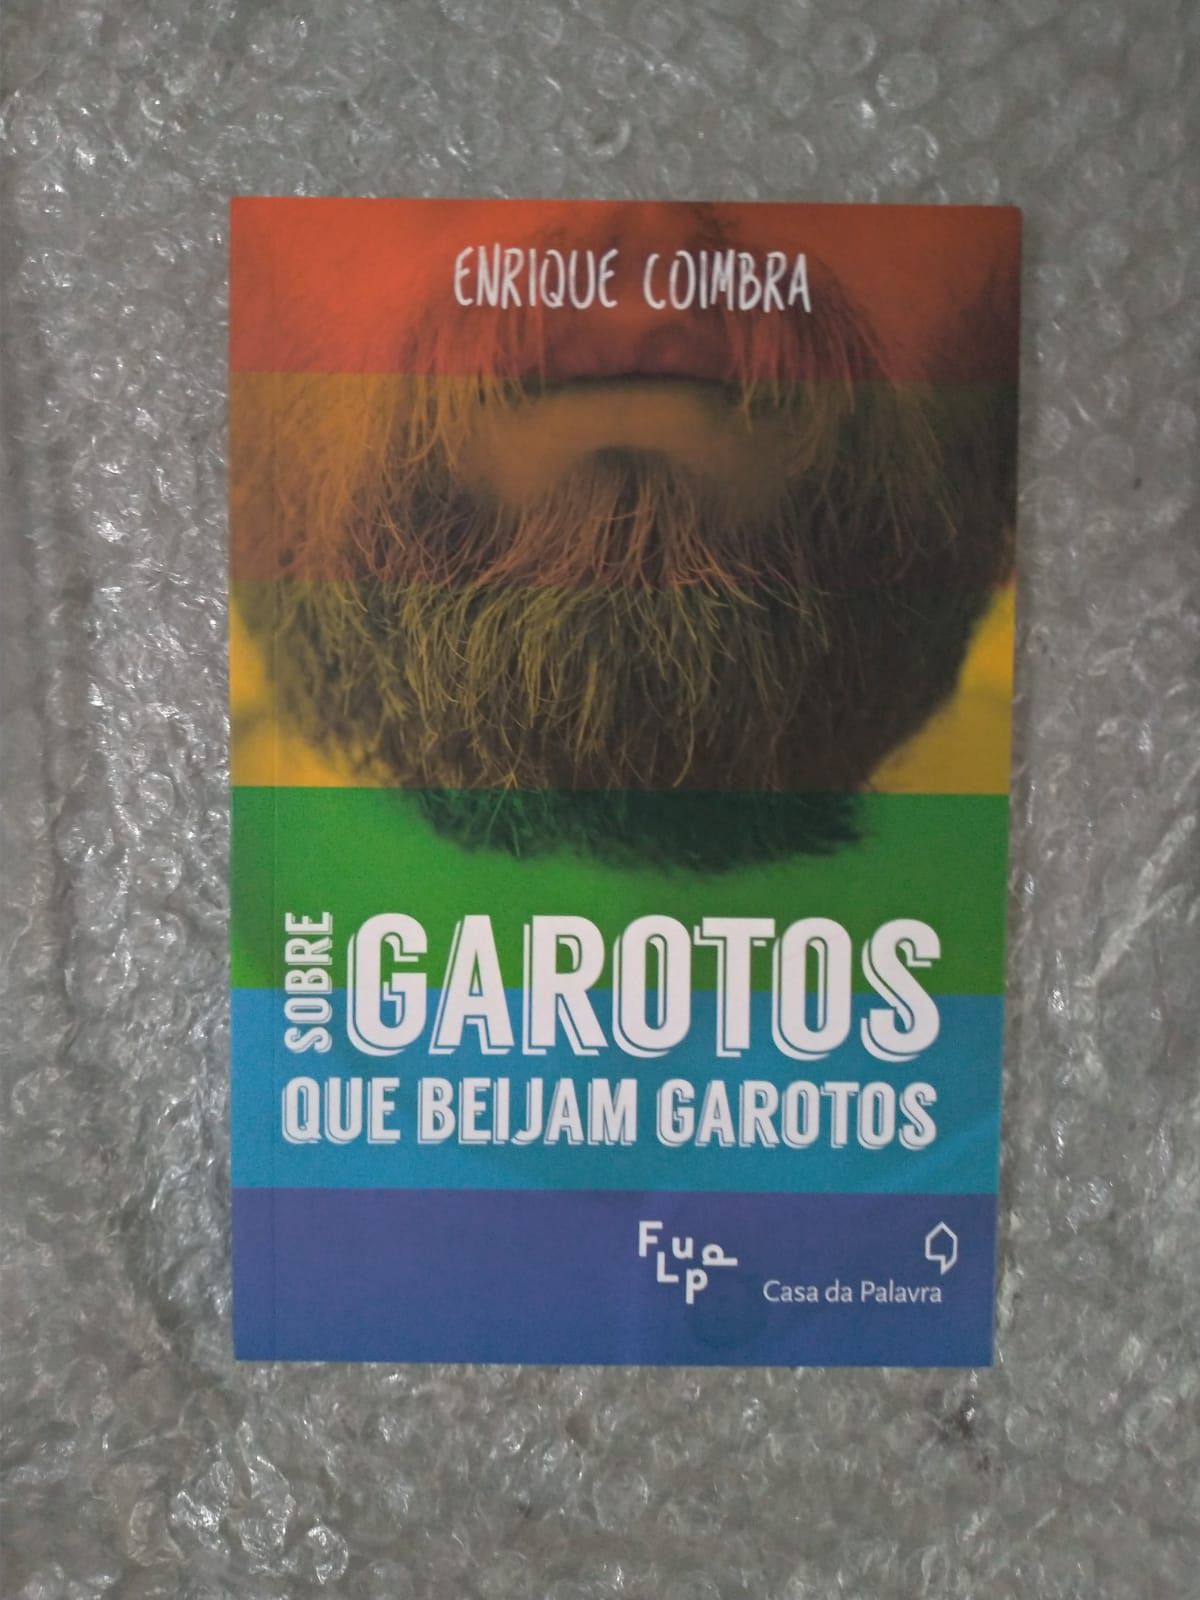 ENRIQUE COIMBRA
SOBRE
GAROTOS
QUE BEIJAM GAROTOS
FLupp
Casa da Palavra